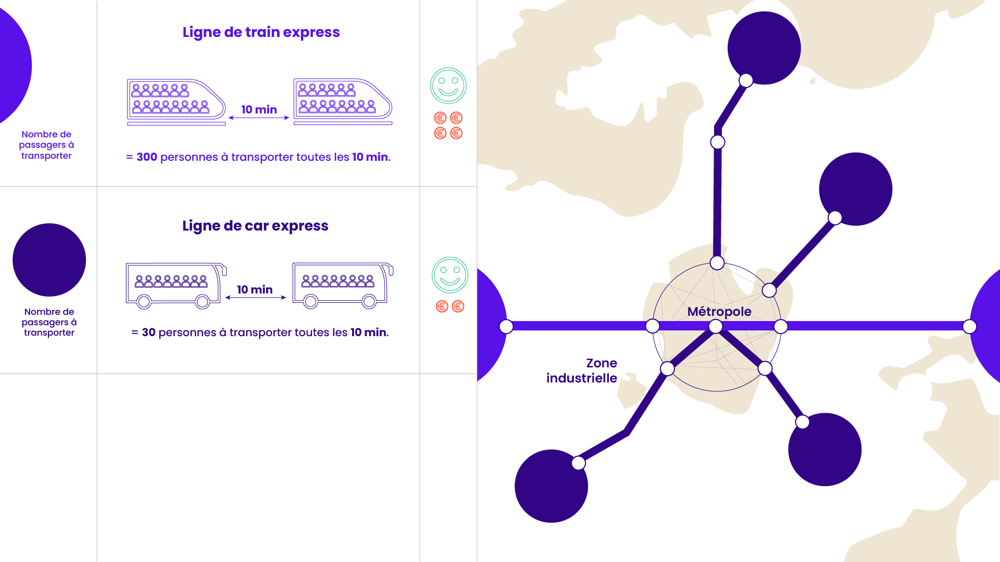 Ligne de train express
10 min
Nombre de
passagers à
transporter
= 300 personnes à transporter toutes les 10 min.
€ €
€ €
Ligne de car express
10 min
Nombre de
passagers à
transporter
= 30 personnes à transporter toutes les 10 min.
€ €
Métropole
Zone
industrielle